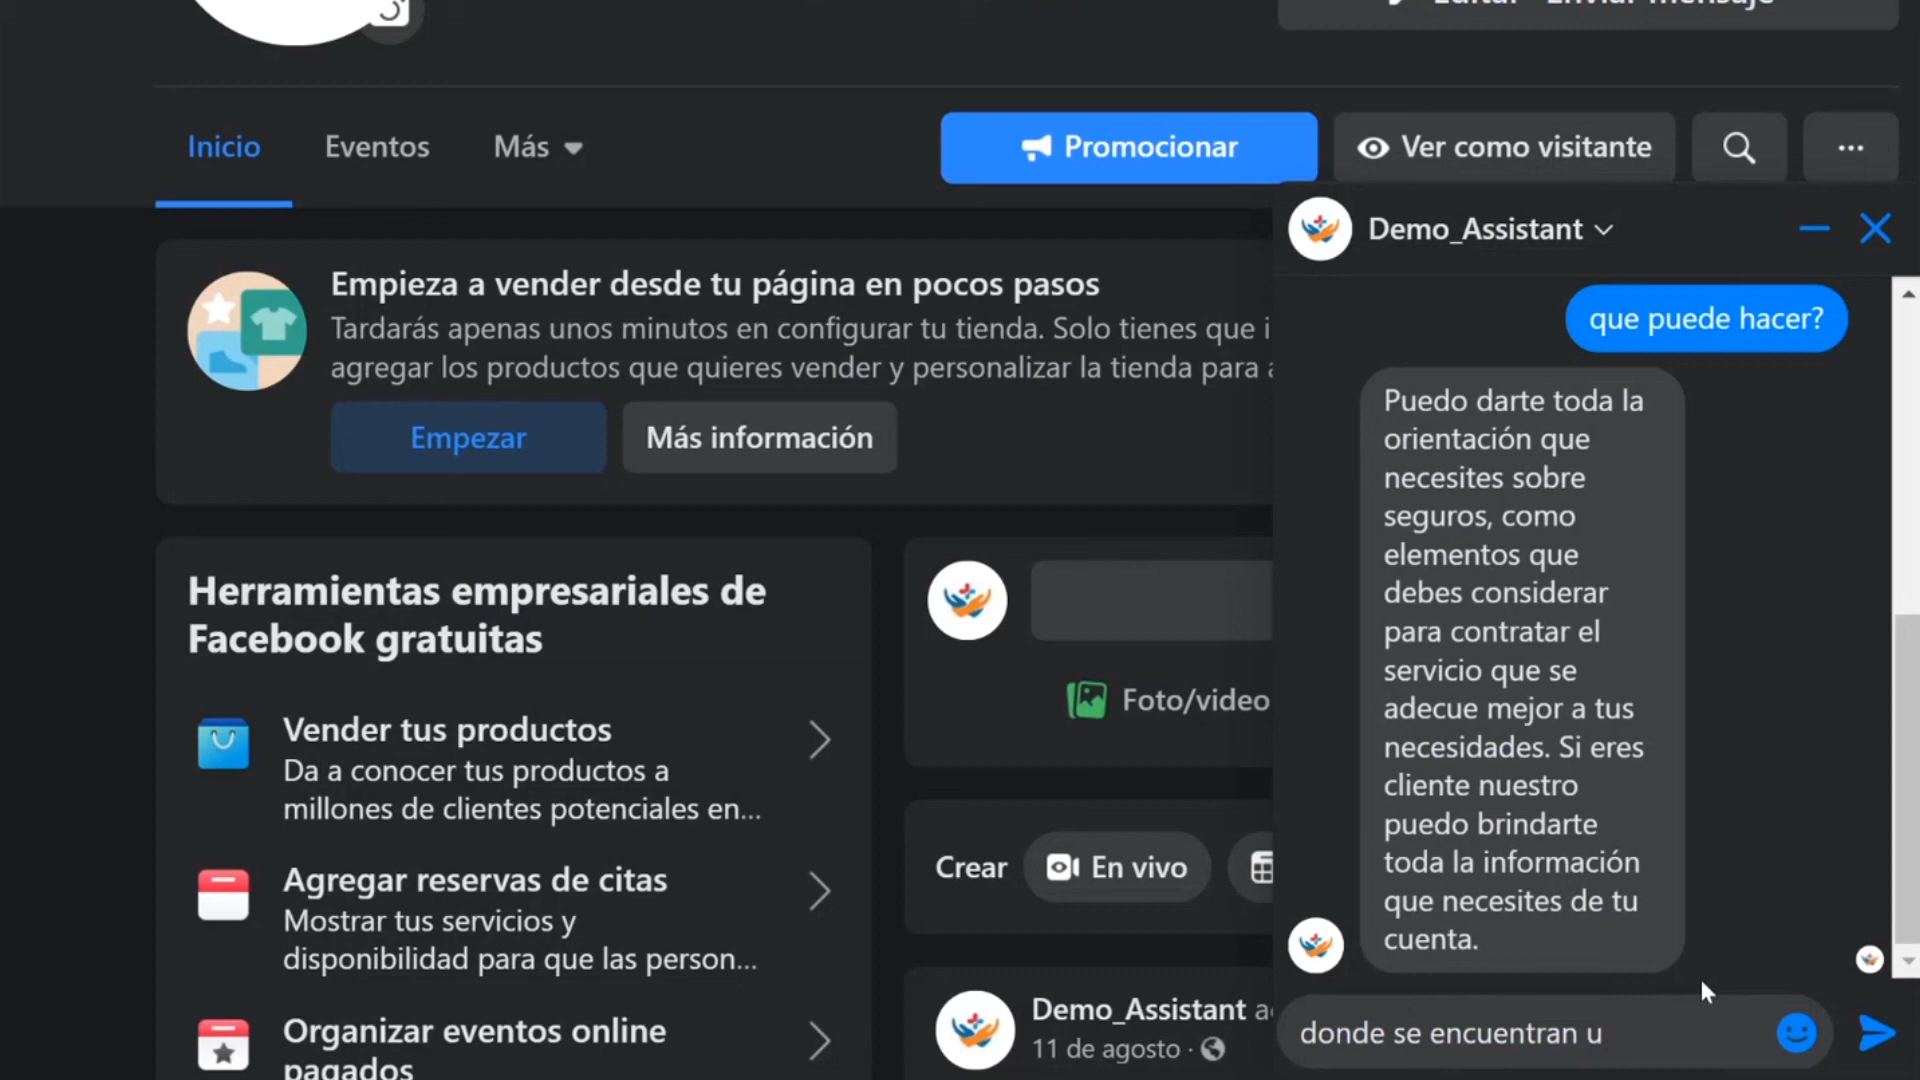 Inicio
Eventos
Más
Promocionar
Ver como visitante
Empieza a vender desde tu página en pocos pasos
Tardarás apenas unos minutos en configurar tu tienda. Solo tienes que i
agregar los productos que quieres vender y personalizar la tienda para
Empezar
Más información
Herramientas empresariales de
Facebook gratuitas
Vender tus productos
Da a conocer tus productos a
millones de clientes potenciales en...
Agregar reservas de citas
Mostrar tus servicios y
disponibilidad para que las person...
Organizar eventos online
pagados
Foto/video
Crear
En vivo
Demo_Assistant
11 de agosto ·
Demo_Assistant
que puede hacer?
Puedo darte toda la
orientación que
necesites sobre
seguros, como
elementos que
debes considerar
para contratar el
servicio que se
adecue mejor a tus
necesidades. Si eres
cliente nuestro
puedo brindarte
toda la información
que necesites de tu
cuenta.
donde se encuentran u